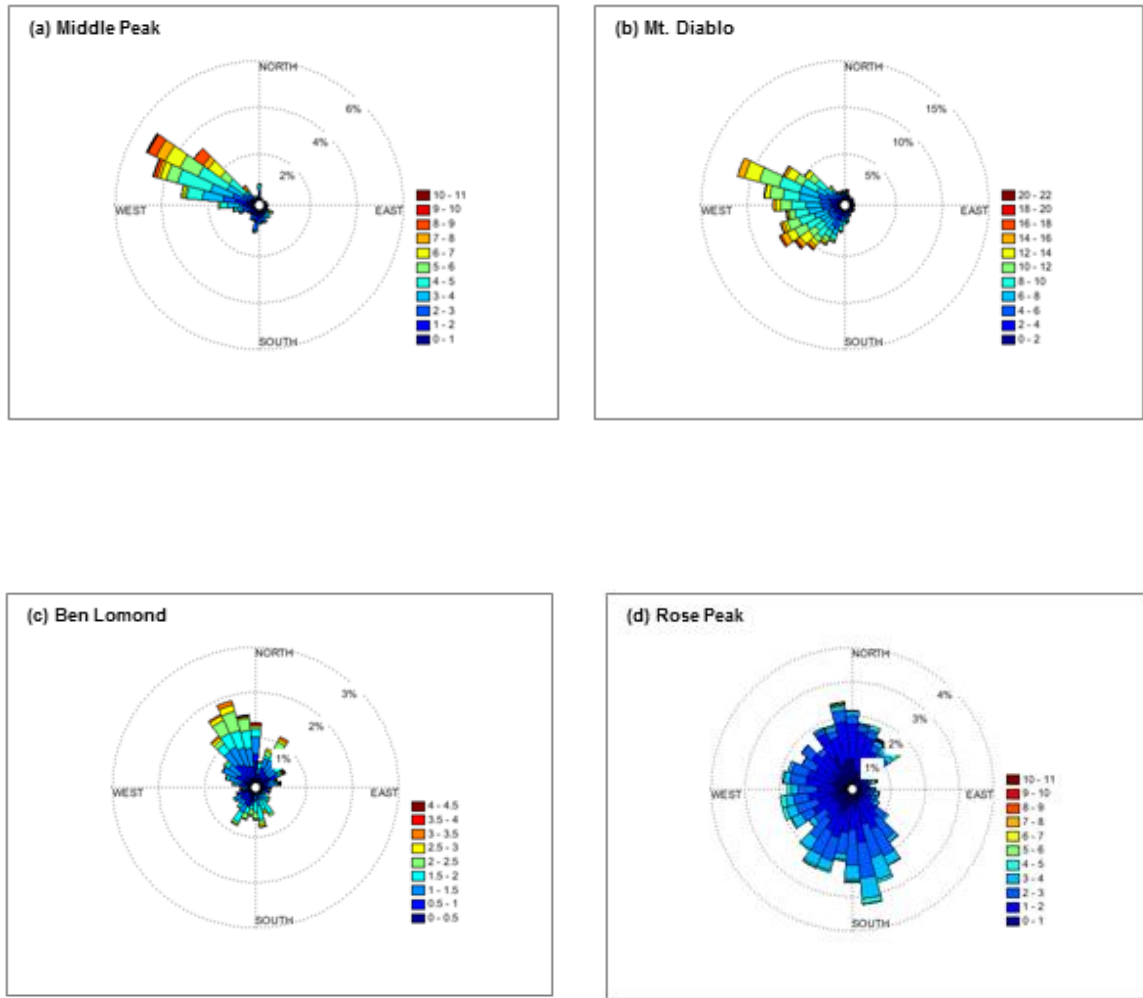 (a) Middle Peak
NORTH
6%
4%
2%
WEST
EAST
SOUTH
10 - 11
9 - 10
8 - 9
7 - 8
6 - 7
5 - 6
4 - 5
3 - 4
2 - 3
1 - 2
0 - 1
(b) Mt. Diablo
NORTH
15%
10%
5%
WEST
EAST
SOUTH
20 - 22
18 - 20
16 - 18
14 - 16
12 - 14
10 - 12
8 - 10
6 - 8
4 - 6
2 - 4
0 - 2
(c) Ben Lomond
NORTH
3%
2%
1%
WEST
EAST
SOUTH
4 - 4.5
3.5 - 4
3 - 3.5
2.5 - 3
2 - 2.5
1.5 - 2
1 - 1.5
0.5 - 1
0 - 0.5
(d) Rose Peak
NORTH
4%
3%
2%
1%
WEST
EAST
SOUTH
10 - 11
9 - 10
8 - 9
7 - 8
6 - 7
5 - 6
4 - 5
3 - 4
2 - 3
1 - 2
0 - 1